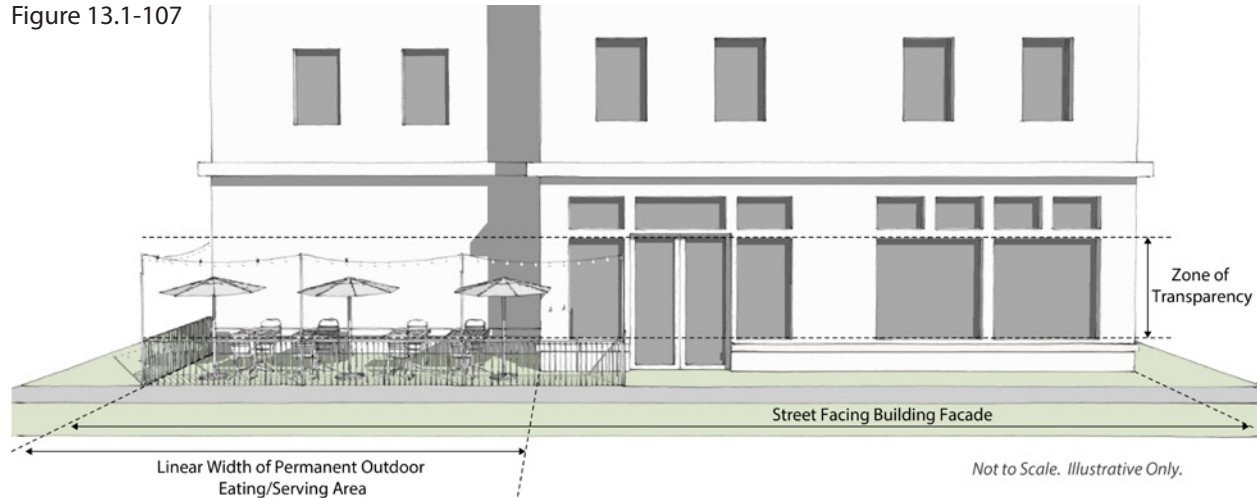 Figure 13.1-107
Zone of
Transparency
Street Facing Building Facade
Linear Width of Permanent Outdoor
Eating/Serving Area
Not to Scale. Illustrative Only.